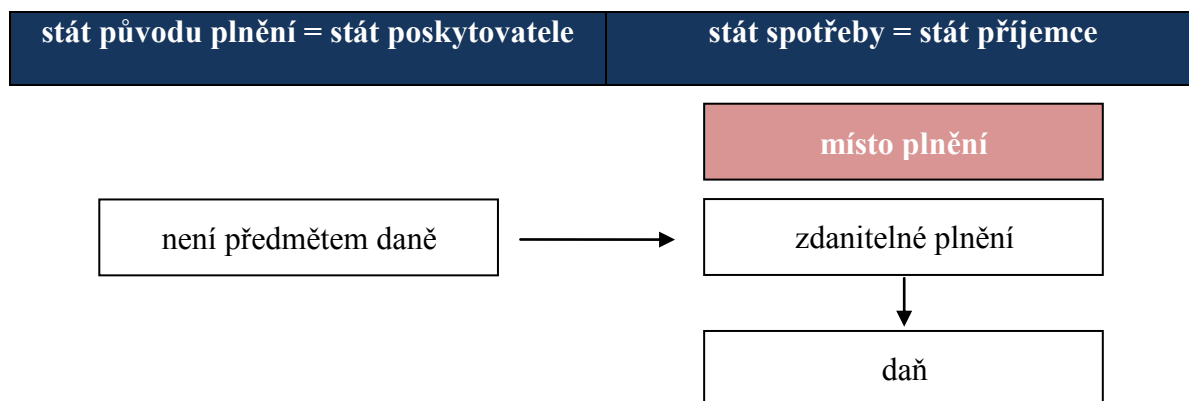 stát původu plnění = stát poskytovatele
stát spotřeby = stát příjemce
místo plnění
není předmětem daně
zdanitelné plnění
daň